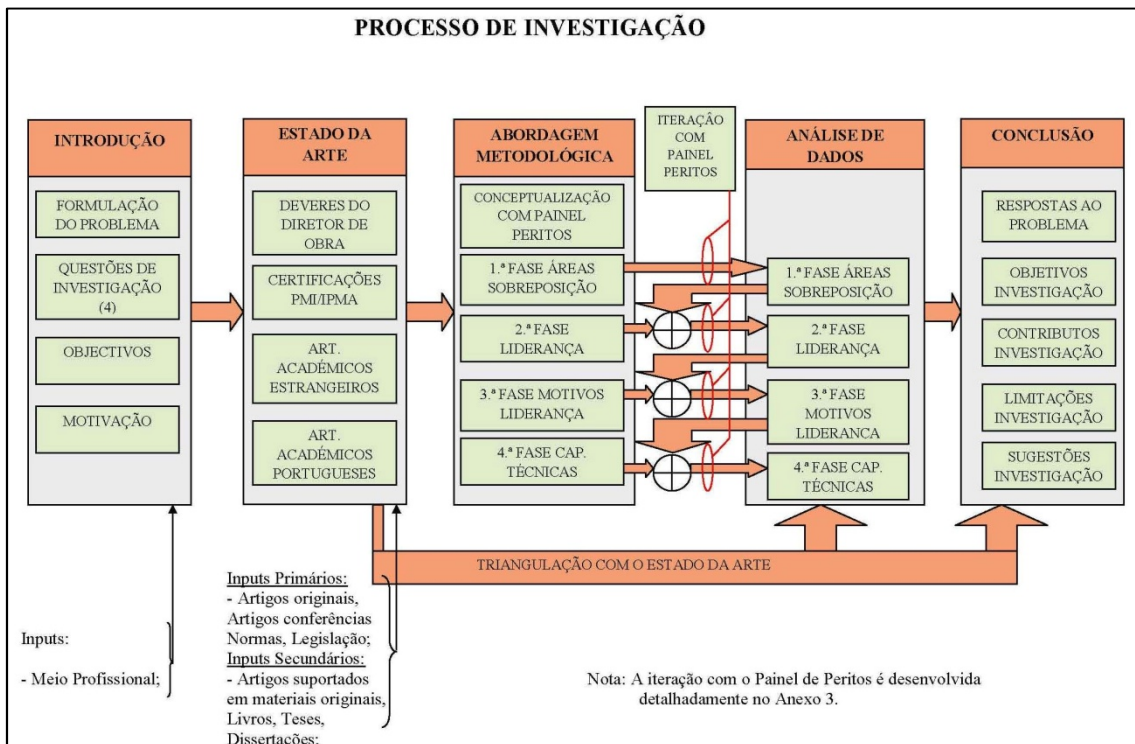 PROCESSO DE INVESTIGAÇÃO
INTRODUÇÃO
FORMULAÇÃO
DO PROBLEMA
QUESTÕES DE
INVESTIGAÇÃO
(4)
OBJECTIVOS
MOTIVAÇÃO
ESTADO DA
ARTE
DEVERES DO
DIRETOR DE
OBRA
CERTIFICAÇÕES
PMI/IPMA
ART.
ACADÉMICOS
ESTRANGEIROS
ART.
ACADÉMICOS
PORTUGUESES
ABORDAGEM
METODOLÓGICA
CONCEPTUALIZAÇÃO
COM PAINEL
PERITOS
1.ª FASE ÁREAS
SOBREPOSIÇÃO
2.ª FASE
LIDERANÇA
3.ª FASE MOTIVOS
LIDERANÇA
4.ª FASE CAP.
TÉCNICAS
ITERAÇÂO
COM
PAINEL
PERITOS
ANÁLISE DE
DADOS
1.ª FASE ÁREAS
SOBREPOSIÇÃO
2.ª FASE
LIDERANÇA
3.ª FASE
MOTIVOS
LIDERANCA
4.ª FASE CAP.
TÉCNICAS
CONCLUSÃO
RESPOSTAS AO
PROBLEMA
OBJETIVOS
INVESTIGAÇÃO
CONTRIBUTOS
INVESTIGAÇÃO
LIMITAÇÕES
INVESTIGAÇÃO
SUGESTÕES
INVESTIGAÇÃO
TRIANGULAÇÃO COM O ESTADO DA ARTE
Inputs:
- Meio Profissional;
Inputs Primários:
- Artigos originais,
Artigos conferências
Normas, Legislação;
Inputs Secundários:
- Artigos suportados
em materiais originais,
Livros, Teses,
Dissertações;
Nota: A iteração com o Painel de Peritos é desenvolvida
detalhadamente no Anexo 3.